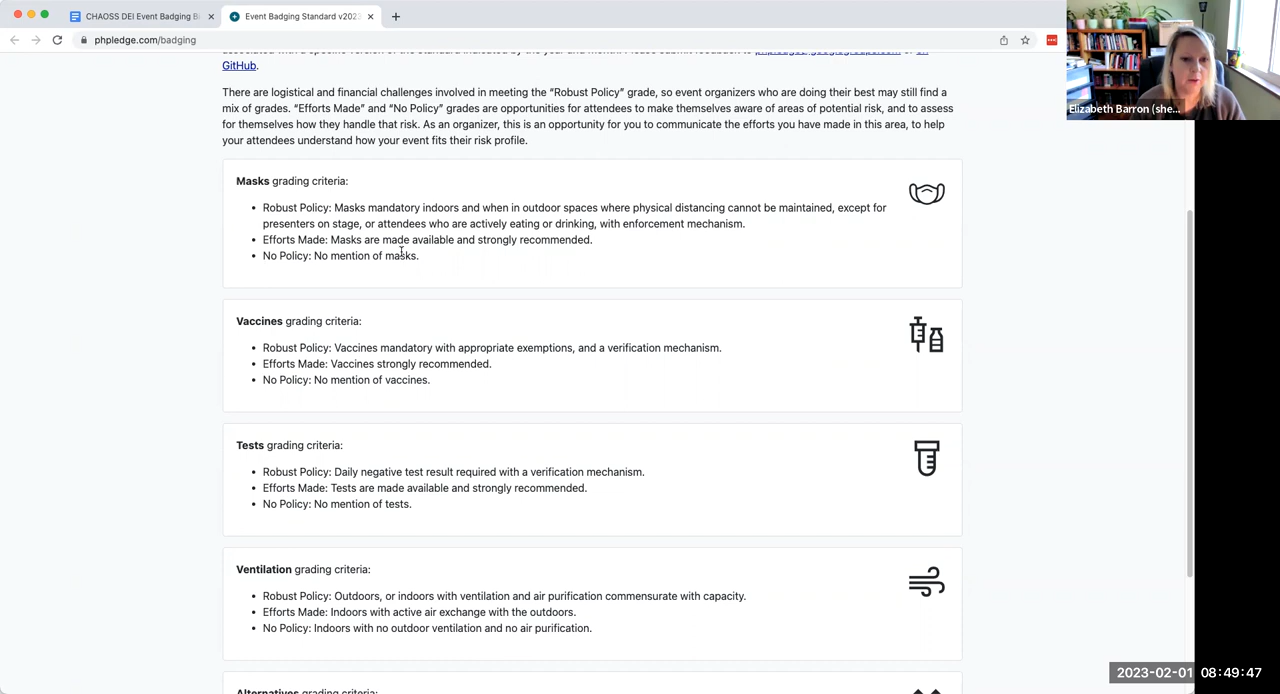 CHAOSS DEI Event Badging Bi
Event Badging Standard v2023
phpledge.com/badging
GitHub.
There are logistical and financial challenges involved in meeting the “Robust Policy” grade, so event organizers who are doing their best may still find a
mix of grades. “Efforts Made” and “No Policy” grades are opportunities for attendees to make themselves aware of areas of potential risk, and to assess
for themselves how they handle that risk. As an organizer, this is an opportunity for you to communicate the efforts you have made in this area, to help
your attendees understand how your event fits their risk profile.
Masks grading criteria:
• Robust Policy: Masks mandatory indoors and when in outdoor spaces where physical distancing cannot be maintained, except for
presenters on stage, or attendees who are actively eating or drinking, with enforcement mechanism.
• Efforts Made: Masks are made available and strongly recommended.
• No Policy: No mention of masks.
Vaccines grading criteria:
• Robust Policy: Vaccines mandatory with appropriate exemptions, and a verification mechanism.
• Efforts Made: Vaccines strongly recommended.
• No Policy: No mention of vaccines.
Tests grading criteria:
• Robust Policy: Daily negative test result required with a verification mechanism.
• Efforts Made: Tests are made available and strongly recommended.
• No Policy: No mention of tests.
Ventilation grading criteria:
• Robust Policy: Outdoors, or indoors with ventilation and air purification commensurate with capacity.
• Efforts Made: Indoors with active air exchange with the outdoors.
• No Policy: Indoors with no outdoor ventilation and no air purification.
Alternatives grading criteria:
Elizabeth Barron (she...
2023-02-01 08:49:47